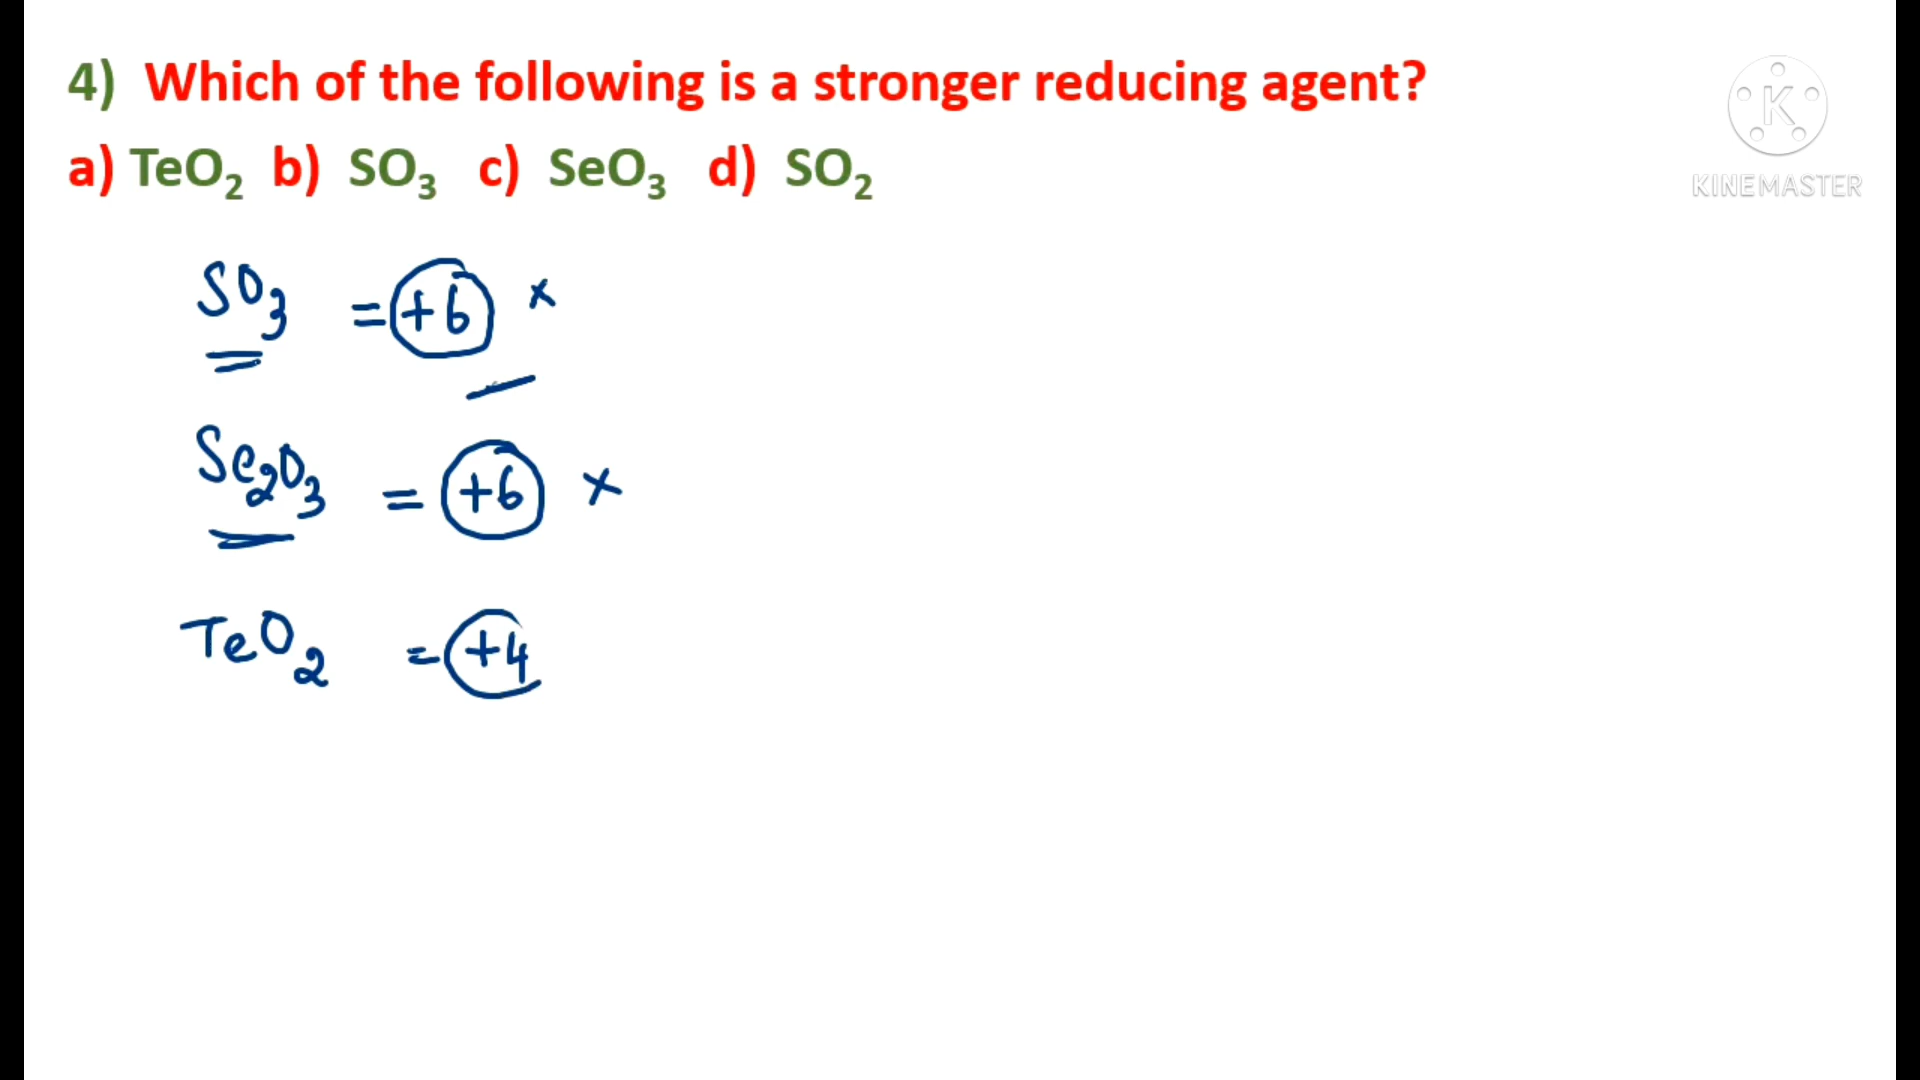 4) Which of the following is a stronger reducing agent?
a) TeO₂ b) SO₃ c) SeO₃ d) SO₂
K
KINEMASTER
SO₃ = +6 ×
Se₂O₃ = +6 ×
TeO₂ = +4